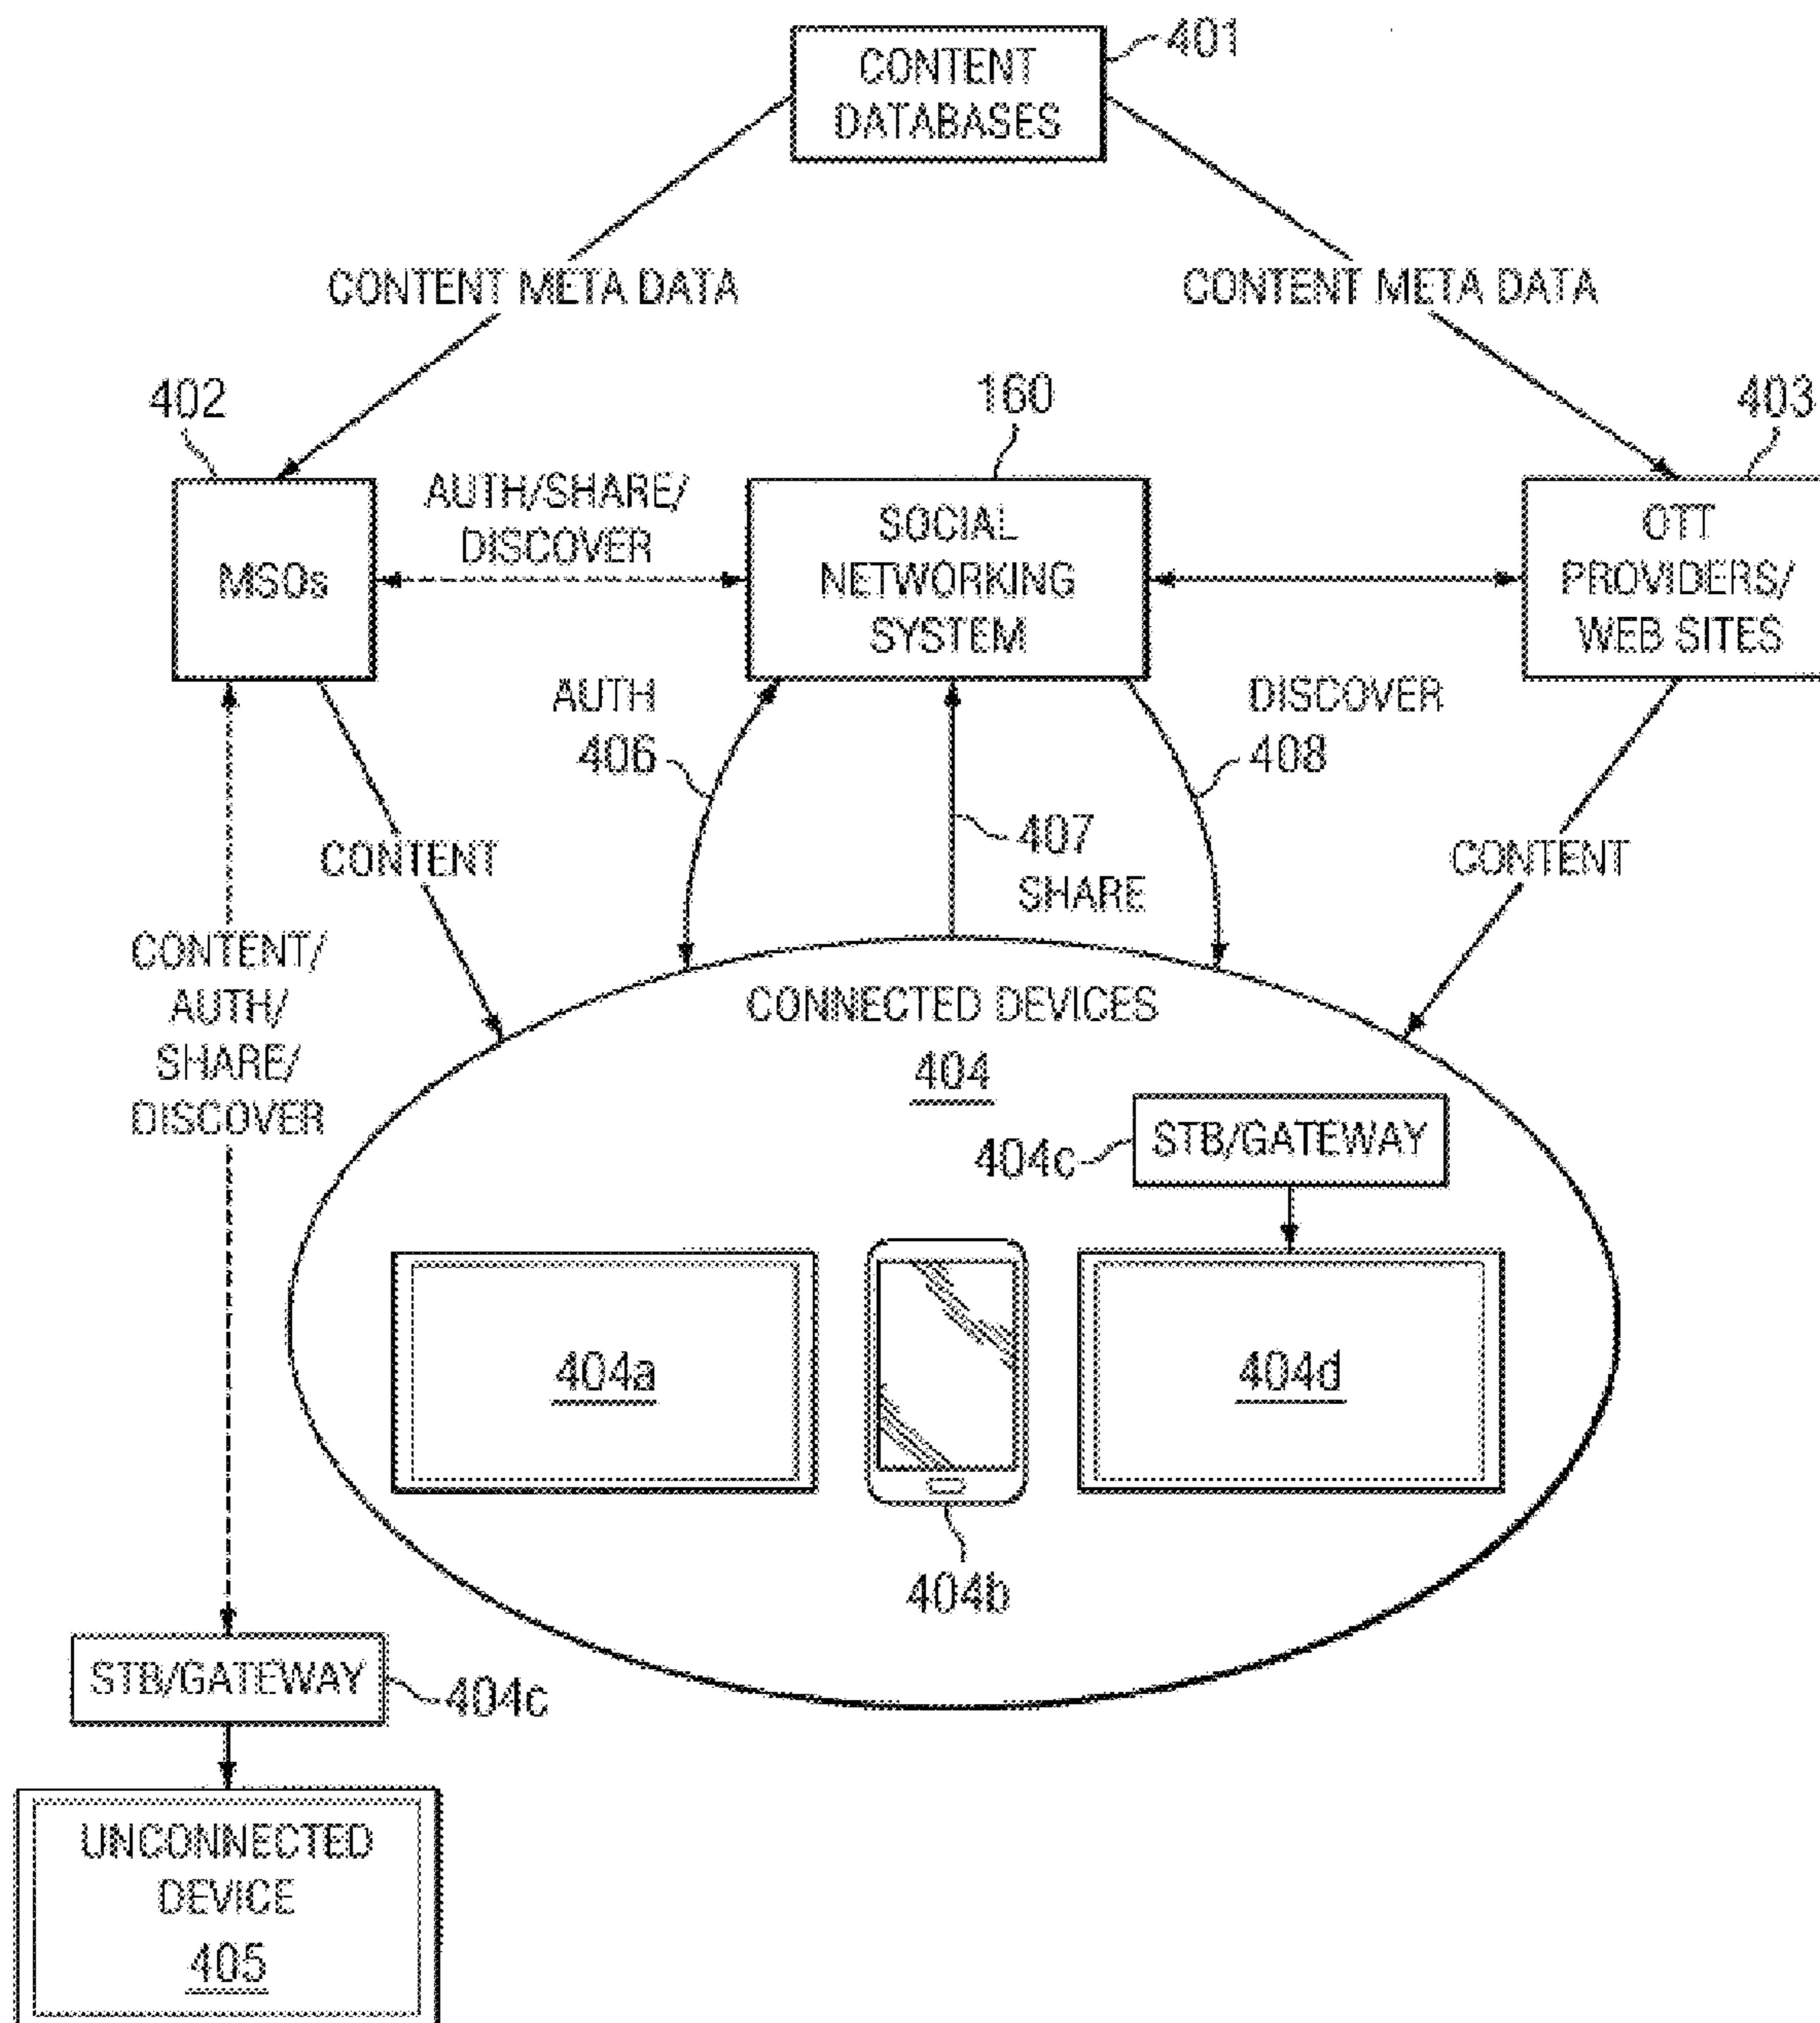 401
CONTENT
DATABASES
CONTENT META DATA
CONTENT META DATA
402
160
403
AUTH/SHARE/
DISCOVER
MSOs
SOCIAL
NETWORKING
SYSTEM
OTT
PROVIDERS/
WEB SITES
AUTH
406
DISCOVER
408
407
SHARE
CONTENT
CONTENT
CONTENT/
AUTH/
SHARE/
DISCOVER
CONNECTED DEVICES
404
404c
STB/GATEWAY
404a
404d
404b
STB/GATEWAY
404c
UNCONNECTED
DEVICE
405